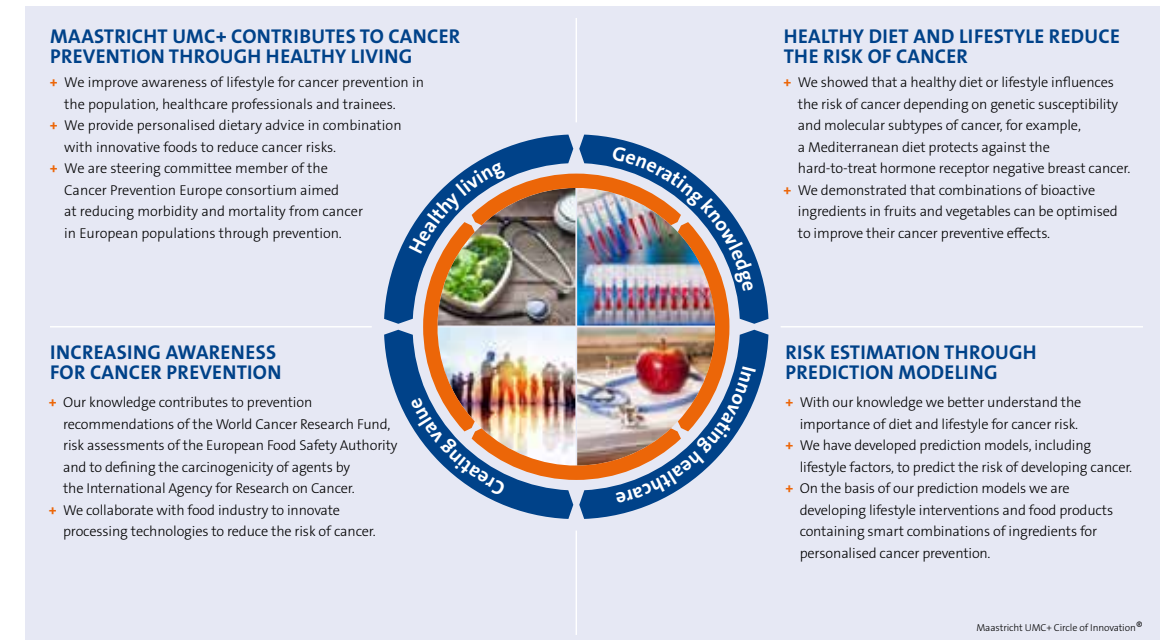 MAASTRICHT UMC+ CONTRIBUTES TO CANCER
PREVENTION THROUGH HEALTHY LIVING
+ We improve awareness of lifestyle for cancer prevention in
the population, healthcare professionals and trainees.
+ We provide personalised dietary advice in combination
with innovative foods to reduce cancer risks.
+ We are steering committee member of the
Cancer Prevention Europe consortium aimed
at reducing morbidity and mortality from cancer
in European populations through prevention.
HEALTHY DIET AND LIFESTYLE REDUCE
THE RISK OF CANCER
+ We showed that a healthy diet or lifestyle influences
the risk of cancer depending on genetic susceptibility
and molecular subtypes of cancer, for example,
a Mediterranean diet protects against the
hard-to-treat hormone receptor negative breast cancer.
+ We demonstrated that combinations of bioactive
ingredients in fruits and vegetables can be optimised
to improve their cancer preventive effects.
Healthy living
Generating knowledge
Innovating healthcare
Creating value
INCREASING AWARENESS
FOR CANCER PREVENTION
+ Our knowledge contributes to prevention
recommendations of the World Cancer Research Fund,
risk assessments of the European Food Safety Authority
and to defining the carcinogenicity of agents by
the International Agency for Research on Cancer.
+ We collaborate with food industry to innovate
processing technologies to reduce the risk of cancer.
RISK ESTIMATION THROUGH
PREDICTION MODELING
+ With our knowledge we better understand the
importance of diet and lifestyle for cancer risk.
+ We have developed prediction models, including
lifestyle factors, to predict the risk of developing cancer.
+ On the basis of our prediction models we are
developing lifestyle interventions and food products
containing smart combinations of ingredients for
personalised cancer prevention.
Maastricht UMC+ Circle of Innovation®